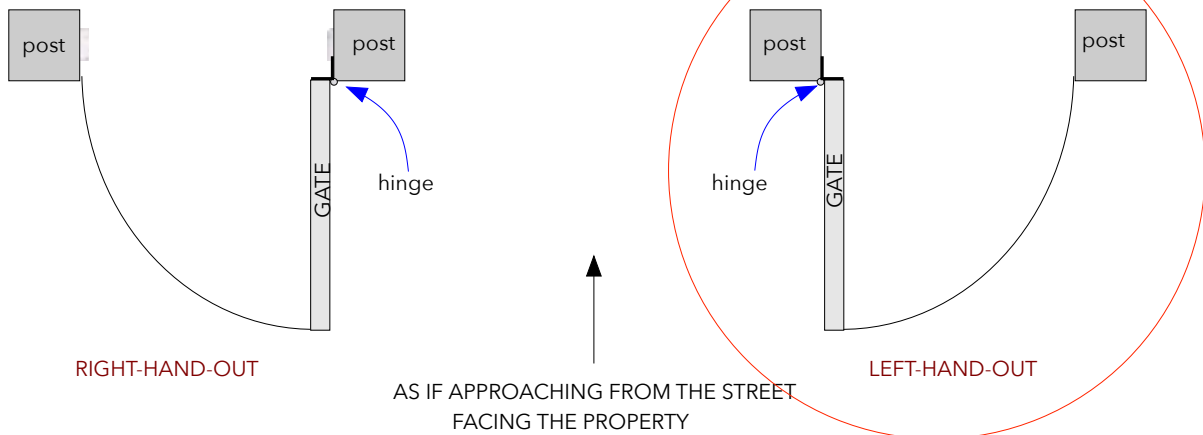 post
post
post
post
hinge
hinge
GATE
GATE
RIGHT-HAND-OUT
LEFT-HAND-OUT
AS IF APPROACHING FROM THE STREET
FACING THE PROPERTY